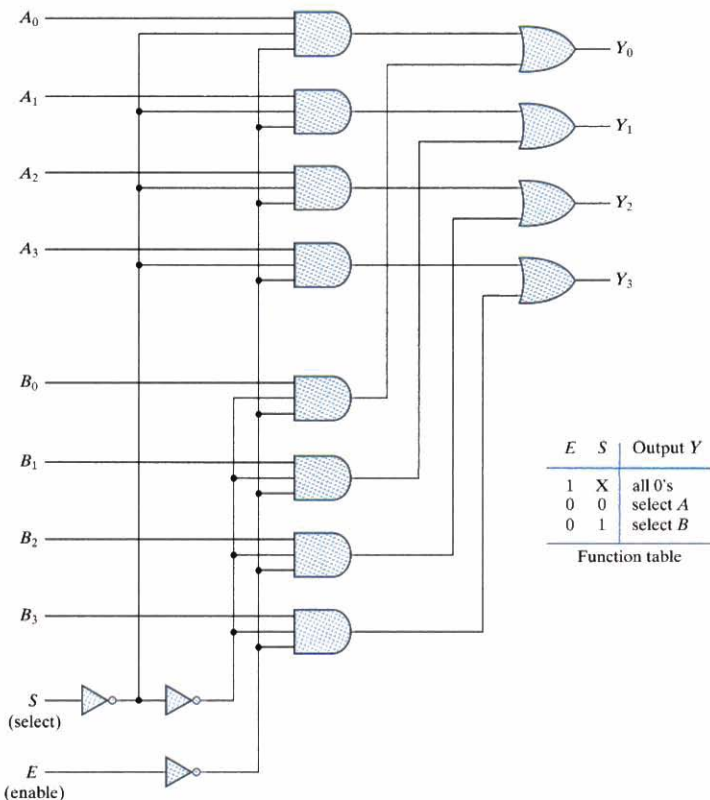 A0
Y0
A1
Y1
A2
Y2
A3
Y3
B0
B1
E S Output Y
1 X all 0's
0 0 select A
0 1 select B
Function table
B2
B3
S
(select)
E
(enable)